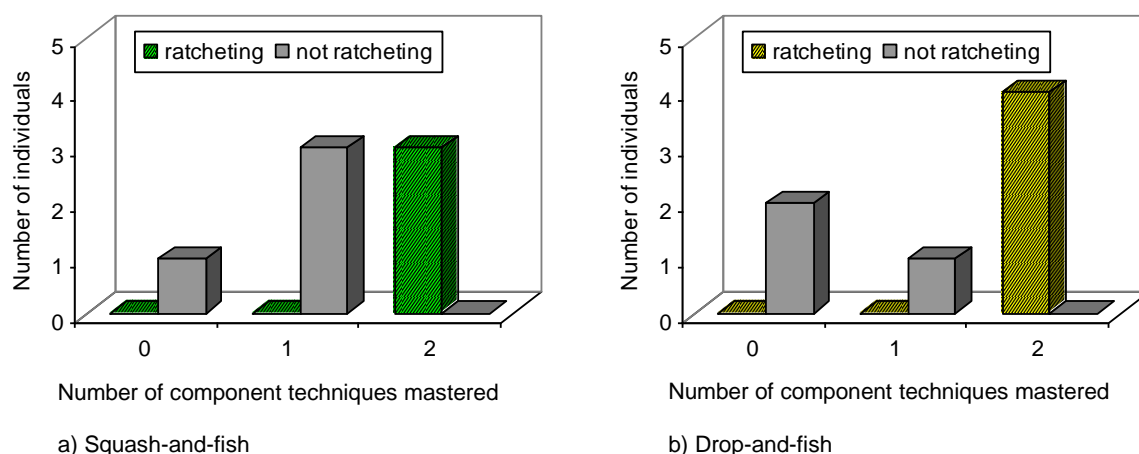 5
4
3
2
1
0
Number of individuals
ratcheting not ratcheting
0 1 2
Number of component techniques mastered
a) Squash-and-fish
5
4
3
2
1
0
Number of individuals
ratcheting not ratcheting
0 1 2
Number of component techniques mastered
b) Drop-and-fish